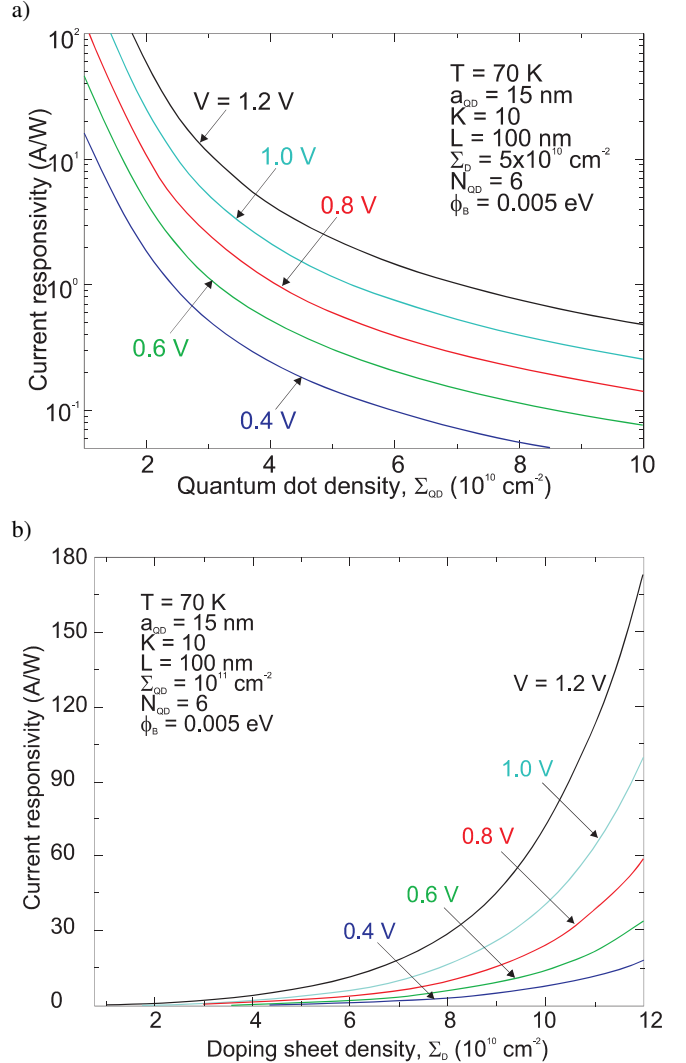 a)
Current responsivity (A/W)
10²
10¹
10⁰
10⁻¹
V = 1.2 V
1.0 V
0.8 V
0.6 V
0.4 V
T = 70 K
a_QD = 15 nm
K = 10
L = 100 nm
Σ_D = 5x10¹⁰ cm⁻²
N_QD = 6
ϕ_B = 0.005 eV
2 4 6 8 10
Quantum dot density, Σ_QD (10¹⁰ cm⁻²)
b)
Current responsivity (A/W)
180
150
120
90
60
30
0
T = 70 K
a_QD = 15 nm
K = 10
L = 100 nm
Σ_QD = 10¹¹ cm⁻²
N_QD = 6
ϕ_B = 0.005 eV
V = 1.2 V
1.0 V
0.8 V
0.6 V
0.4 V
2 4 6 8 10 12
Doping sheet density, Σ_D (10¹⁰ cm⁻²)